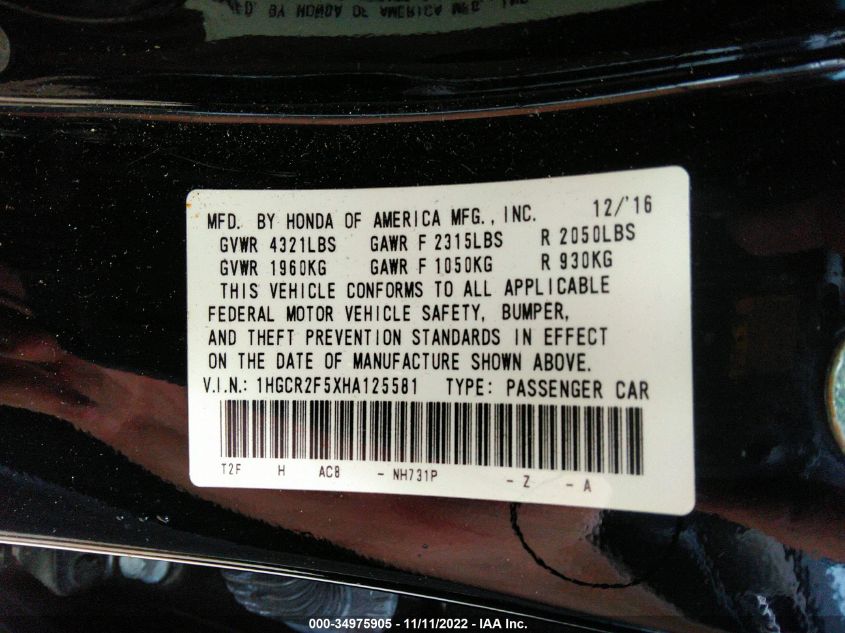 MFD. BY HONDA OF AMERICA MFG., INC. 12/'16
GVWR 4321LBS GAWR F 2315LBS R 2050LBS
GVWR 1960KG GAWR F 1050KG R 930KG
THIS VEHICLE CONFORMS TO ALL APPLICABLE
FEDERAL MOTOR VEHICLE SAFETY, BUMPER,
AND THEFT PREVENTION STANDARDS IN EFFECT
ON THE DATE OF MANUFACTURE SHOWN ABOVE.
V.I.N.: 1HGCR2F5XHA125581 TYPE: PASSENGER CAR
T2F H AC8 - NH731P - Z - A
000-34975905 - 11/11/2022 - IAA Inc.